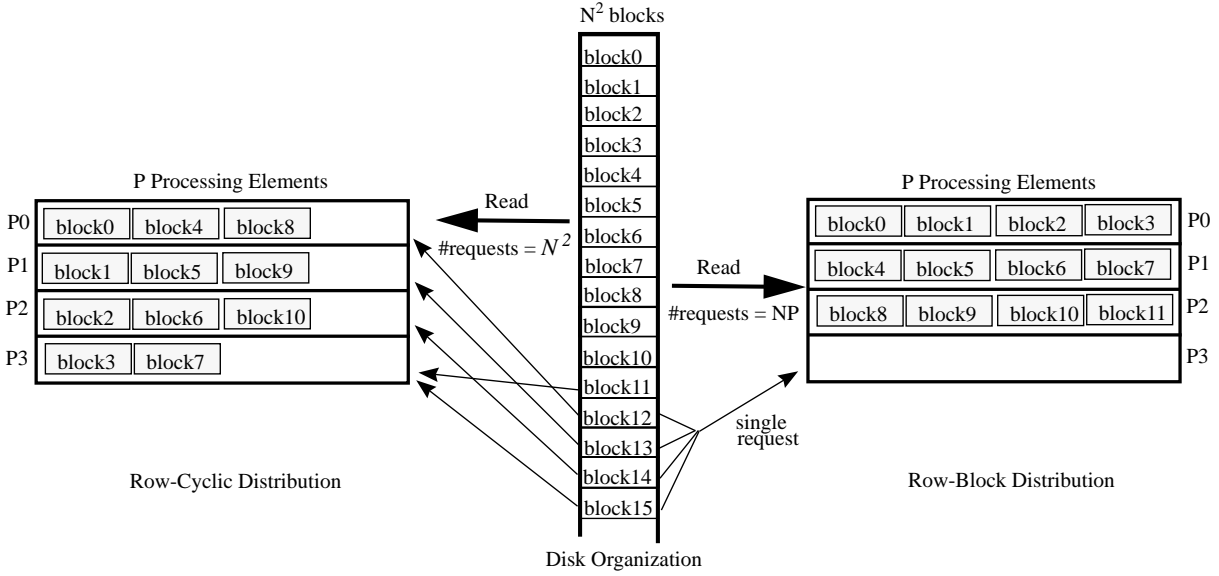 N² blocks
block0
block1
block2
block3
block4
block5
block6
block7
block8
block9
block10
block11
block12
block13
block14
block15
Disk Organization
P Processing Elements
P0 block0 block4 block8
P1 block1 block5 block9
P2 block2 block6 block10
P3 block3 block7
Row-Cyclic Distribution
Read
#requests = N²
Read
#requests = NP
single
request
P Processing Elements
block0 block1 block2 block3 P0
block4 block5 block6 block7 P1
block8 block9 block10 block11 P2
P3
Row-Block Distribution